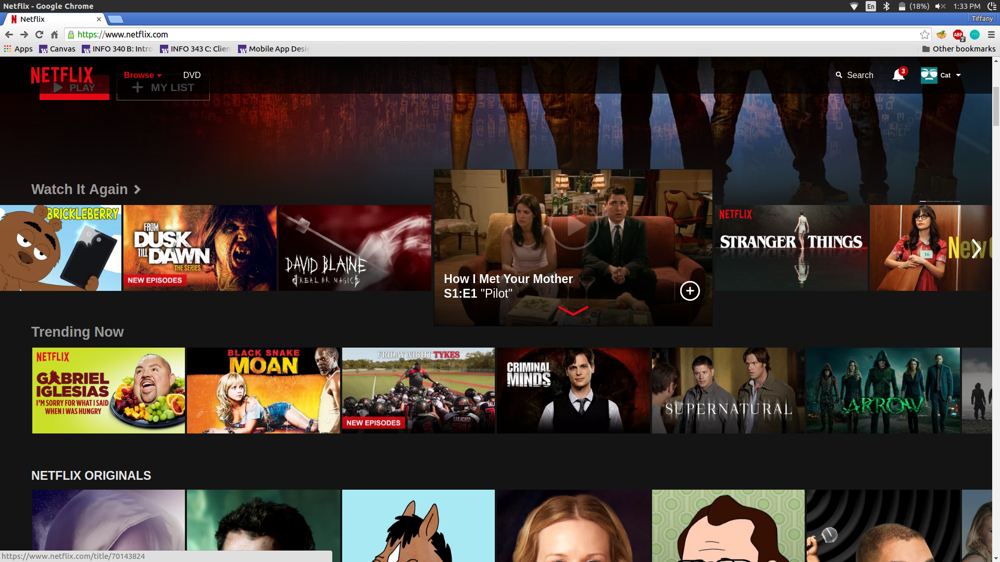 Netflix - Google Chrome
En
(18%)
1:33 PM
Netflix
Tiffany
https://www.netflix.com
ABP
2
m
Apps
Canvas
INFO 340 B: Intro
INFO 343 C: Clien
Mobile App Desig
Other bookmarks
NETFLIX
Browse
DVD
Search
3
Cat
PLAY
MY LIST
Watch It Again
BRICKLEBERRY
FROM
DUSK
TILL
DAWN
THE SERIES
NEW EPISODES
DAVID BLAINE
REAL OR MAGIC
How I Met Your Mother
S1:E1 "Pilot"
NETFLIX
STRANGER THINGS
16
New
Trending Now
NETFLIX
GABRIEL
IGLESIAS
I'M SORRY FOR WHAT I SAID
WHEN I WAS HUNGRY
BLACK SNAKE
MOAN
FRIDAY NIGHT TYKES
NEW EPISODES
CRIMINAL
MINDS
SUPERNATURAL
ARROW
NETFLIX ORIGINALS
https://www.netflix.com/title/70143824